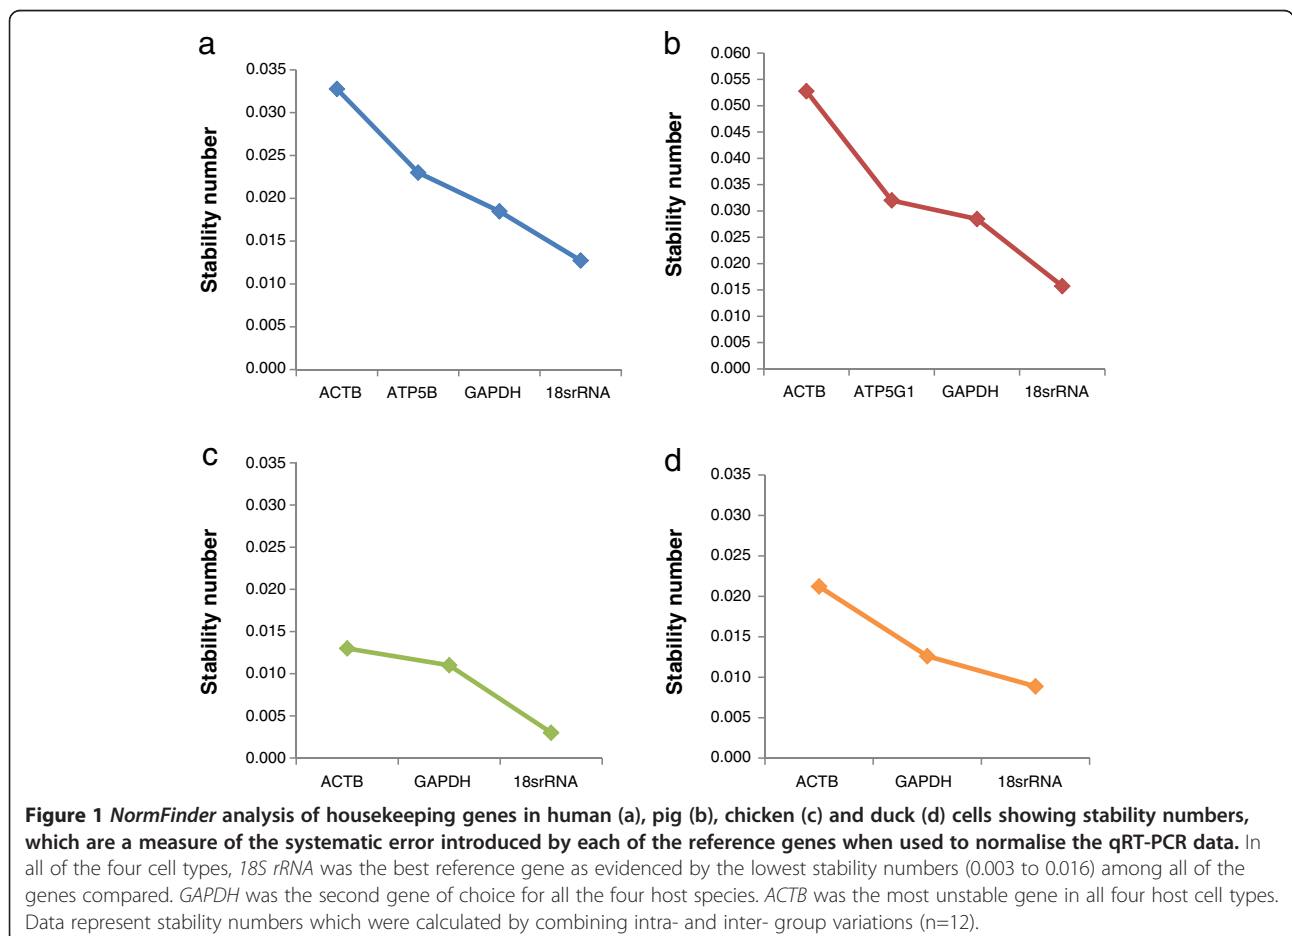 a
0.035
0.030
0.025
0.020
0.015
0.010
0.005
0.000
Stability number
ACTB ATP5B GAPDH 18srRNA
b
0.060
0.055
0.050
0.045
0.040
0.035
0.030
0.025
0.020
0.015
0.010
0.005
0.000
Stability number
ACTB ATP5G1 GAPDH 18srRNA
c
0.035
0.030
0.025
0.020
0.015
0.010
0.005
0.000
Stability number
ACTB GAPDH 18srRNA
d
0.035
0.030
0.025
0.020
0.015
0.010
0.005
0.000
Stability number
ACTB GAPDH 18srRNA
Figure 1 NormFinder analysis of housekeeping genes in human (a), pig (b), chicken (c) and duck (d) cells showing stability numbers,
which are a measure of the systematic error introduced by each of the reference genes when used to normalise the qRT-PCR data. In
all of the four cell types, 18S rRNA was the best reference gene as evidenced by the lowest stability numbers (0.003 to 0.016) among all of the
genes compared. GAPDH was the second gene of choice for all the four host species. ACTB was the most unstable gene in all four host cell types.
Data represent stability numbers which were calculated by combining intra- and inter- group variations (n=12).